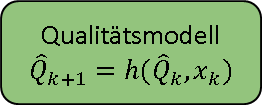 Qualitätsmodell
Q̂ₖ₊₁ = h(Q̂ₖ, xₖ)